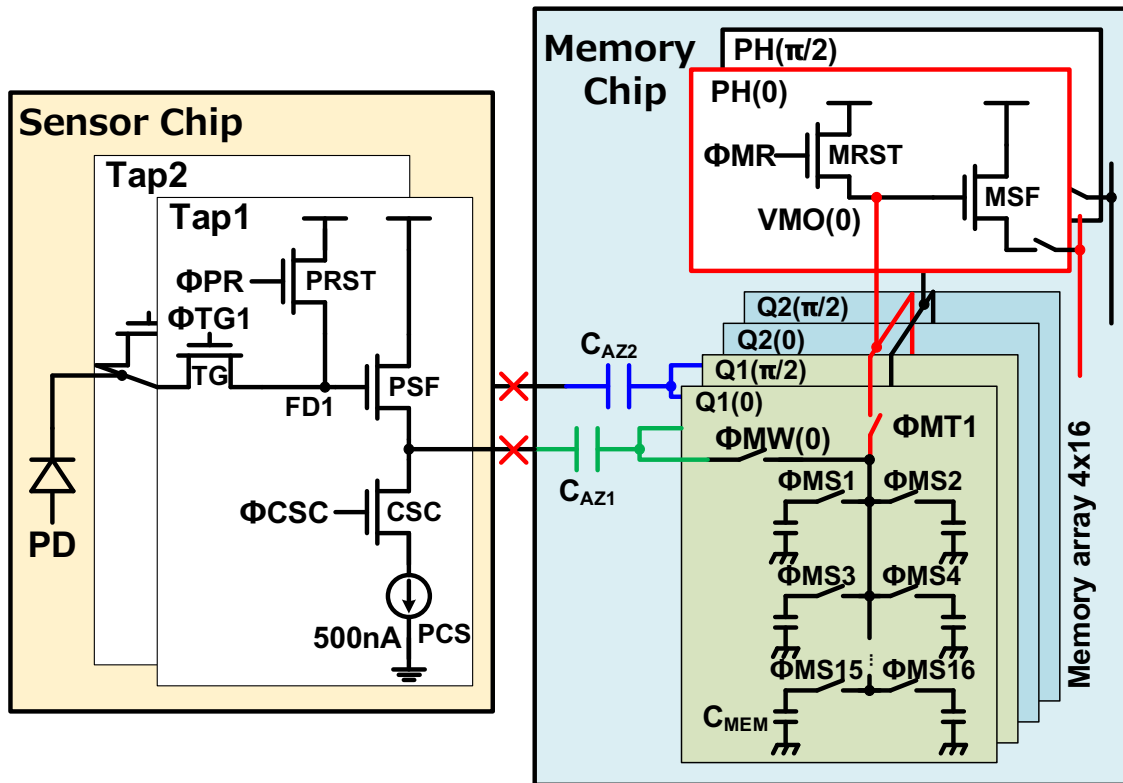 Sensor Chip
Tap2
Tap1
ΦPR
PRST
ΦTG1
TG
FD1
PSF
ΦCSC
CSC
PD
500nA
PCS
Memory
Chip
PH(π/2)
PH(0)
ΦMR
MRST
MSF
VMO(0)
Q2(π/2)
Q2(0)
Q1(π/2)
Q1(0)
CAZ2
CAZ1
ΦMW(0)
ΦMT1
ΦMS1
ΦMS2
ΦMS3
ΦMS4
ΦMS15
ΦMS16
CMEM
Memory array 4x16